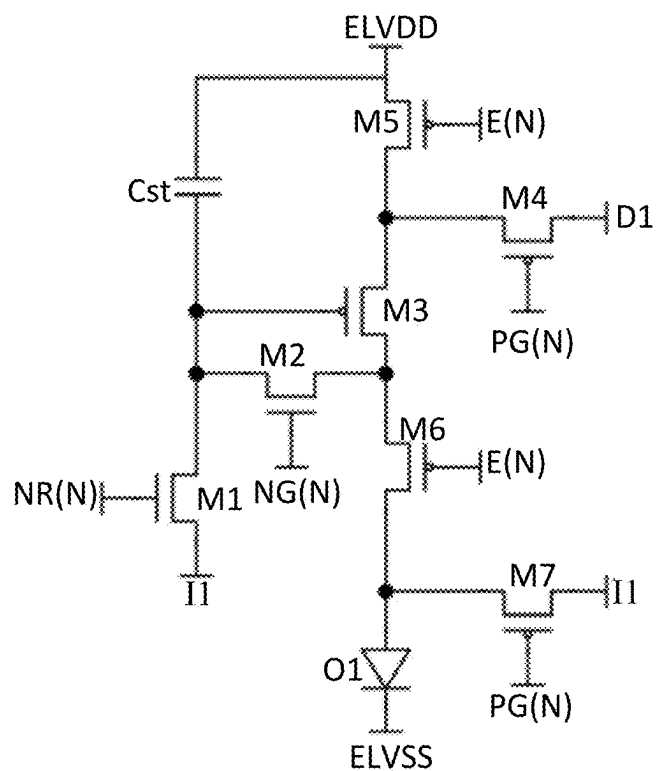 ELVDD
M5
E(N)
Cst
M4
D1
M3
PG(N)
M2
M6
NR(N)
M1
NG(N)
E(N)
I1
M7
I1
O1
PG(N)
ELVSS